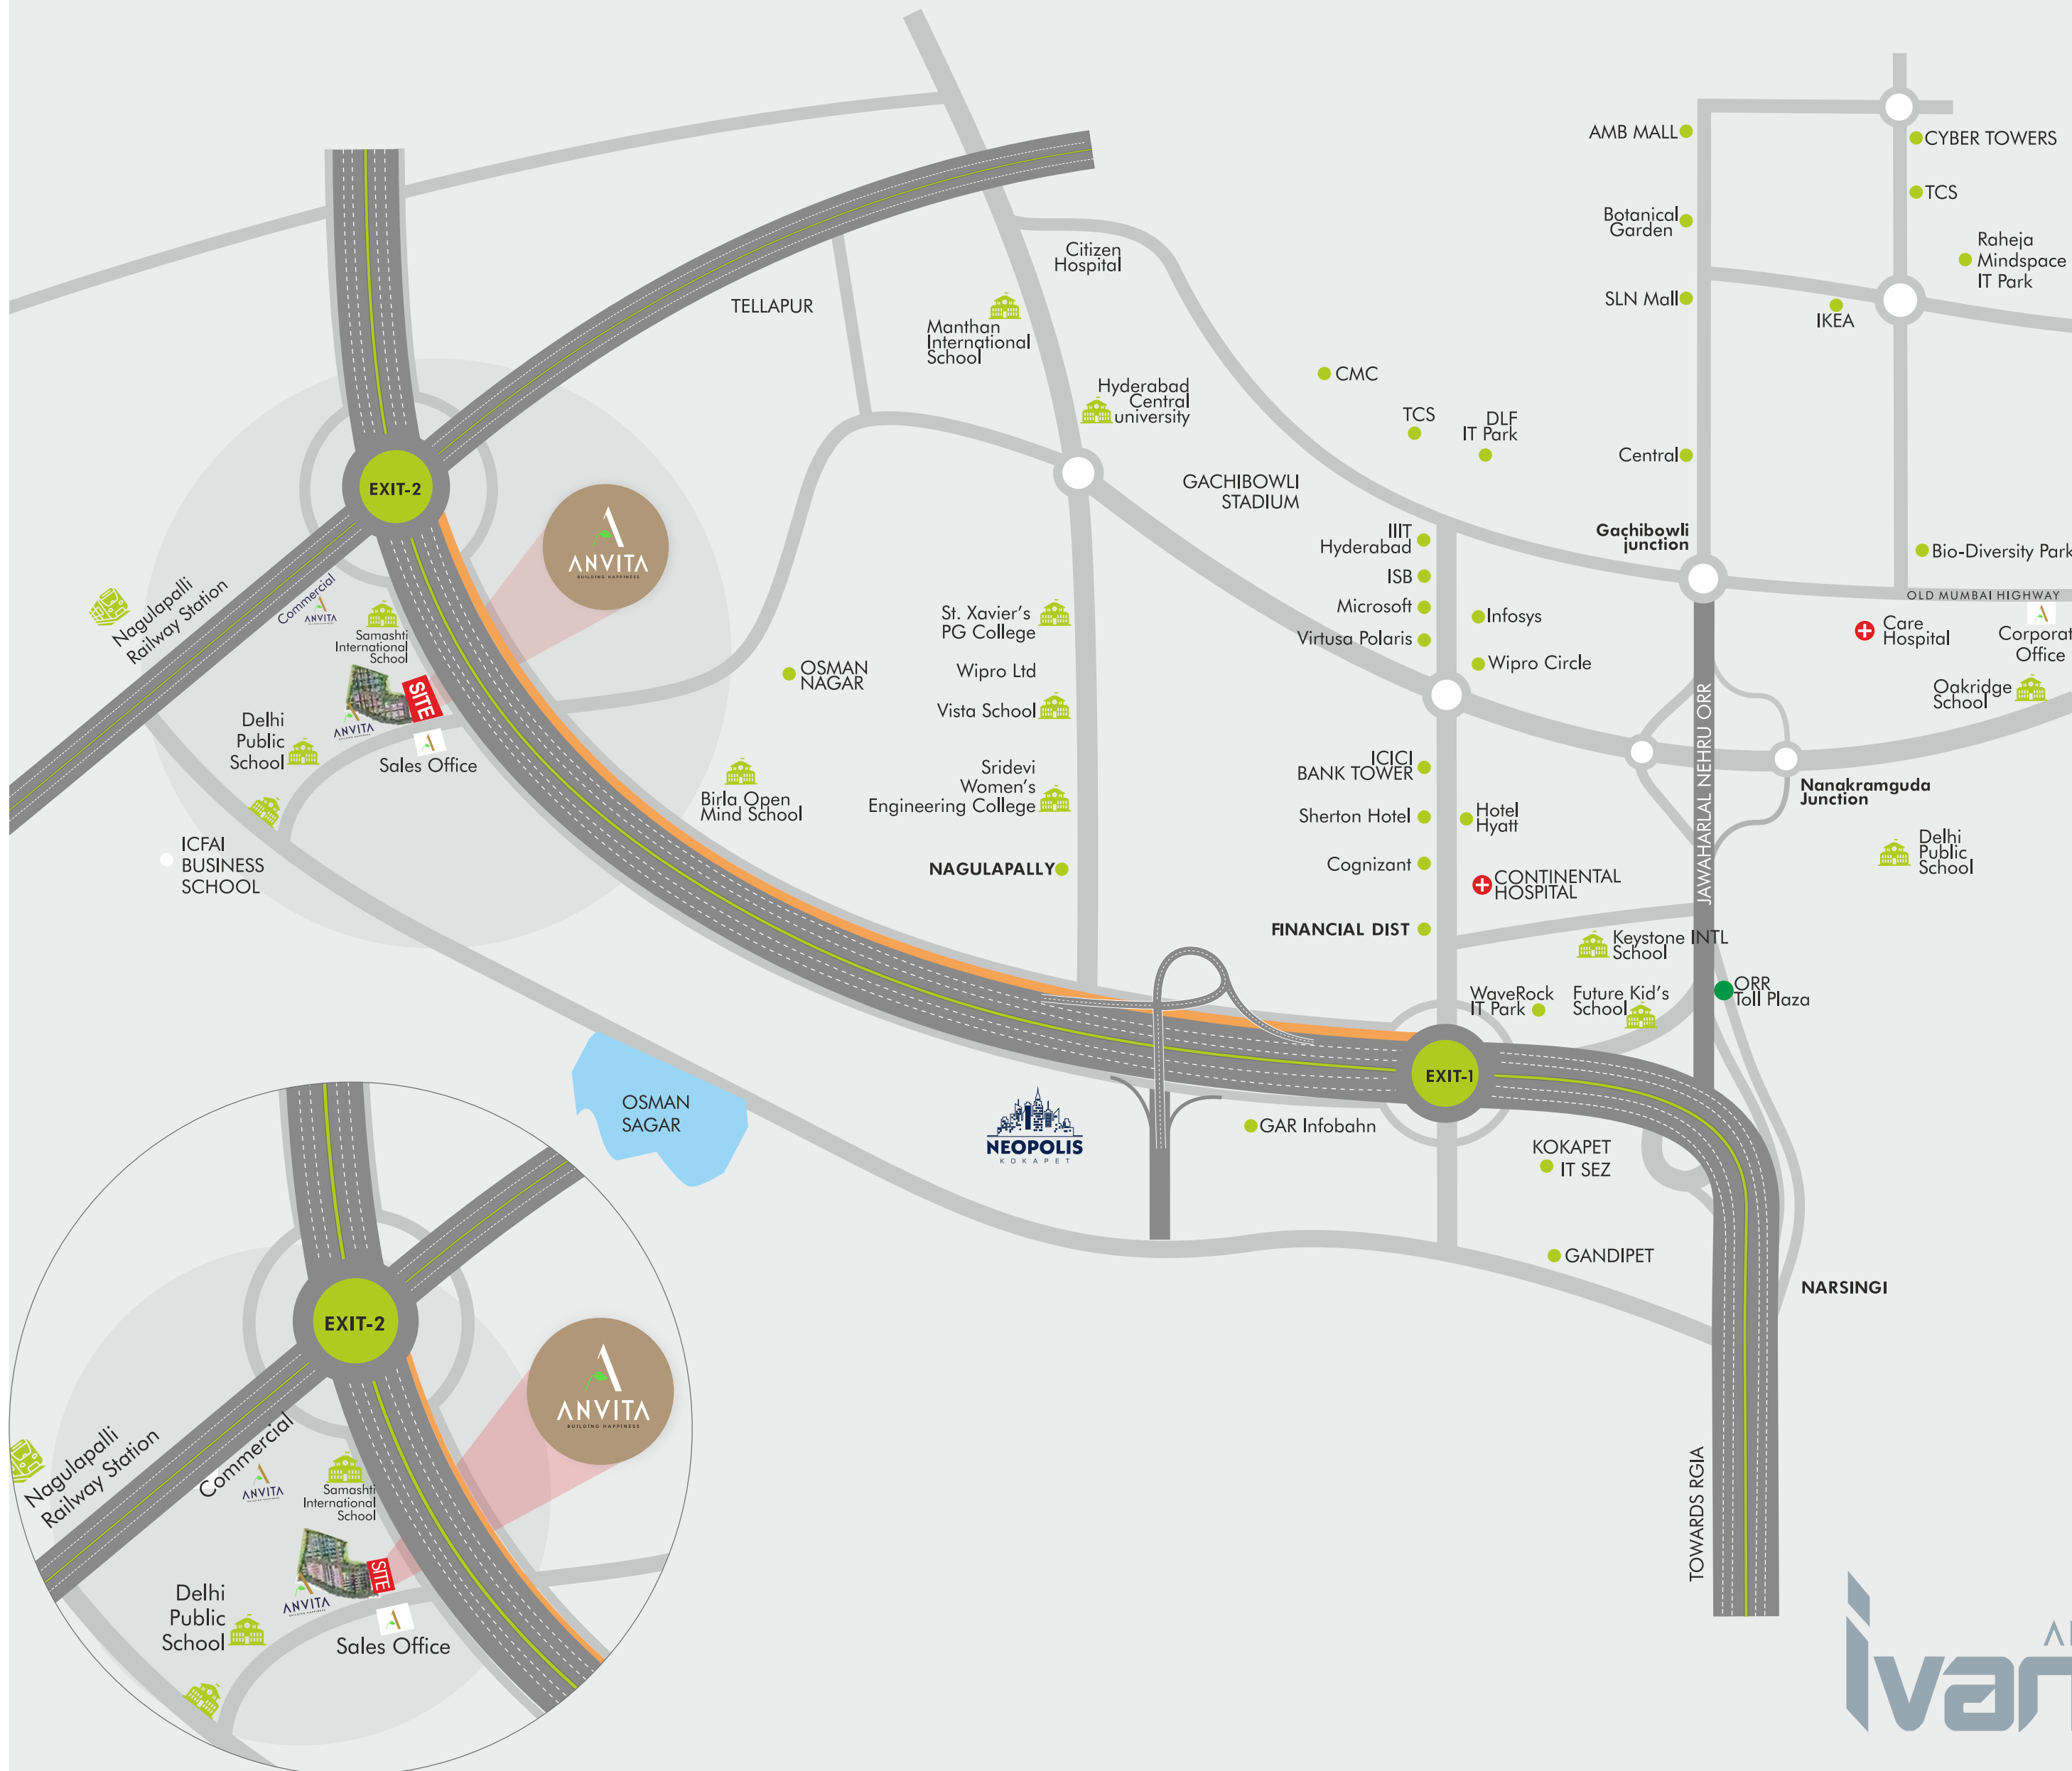 AMB MALL
CYBER TOWERS
TCS
Botanical
Garden
Raheja
Mindspace
IT Park
SLN Mall
IKEA
Citizen
Hospital
TELLAPUR
Manthan
International
School
Hyderabad
Central
university
CMC
TCS
DLF
IT Park
Central
GACHIBOWLI
STADIUM
EXIT-2
ANVITA
BUILDING HAPPINESS
IIIT
Hyderabad
ISB
Microsoft
Virtusa Polaris
Infosys
Wipro Circle
Gachibowli
junction
Bio-Diversity Park
OLD MUMBAI HIGHWAY
Care
Hospital
Corporat
Office
Oakridge
School
Nagulapalli
Railway Station
Commercial
ANVITA
Samashti
International
School
SITE
ANVITA
Sales Office
Delhi
Public
School
ICFAI
BUSINESS
SCHOOL
OSMAN
NAGAR
Birla Open
Mind School
St. Xavier's
PG College
Wipro Ltd
Vista School
Sridevi
Women's
Engineering College
NAGULAPALLY
ICICI
BANK TOWER
Sherton Hotel
Hotel
Hyatt
Cognizant
CONTINENTAL
HOSPITAL
FINANCIAL DIST
JAWAHARLAL NEHRU ORR
Nanakramguda
Junction
Delhi
Public
School
Keystone INTL
School
WaveRock
IT Park
Future Kid's
School
ORR
Toll Plaza
EXIT-1
OSMAN
SAGAR
NEOPOLIS
KOKAPET
GAR Infobahn
KOKAPET
IT SEZ
GANDIPET
NARSINGI
TOWARDS RGIA
EXIT-2
ANVITA
BUILDING HAPPINESS
Nagulapalli
Railway Station
Commercial
ANVITA
Samashti
International
School
SITE
ANVITA
Sales Office
Delhi
Public
School